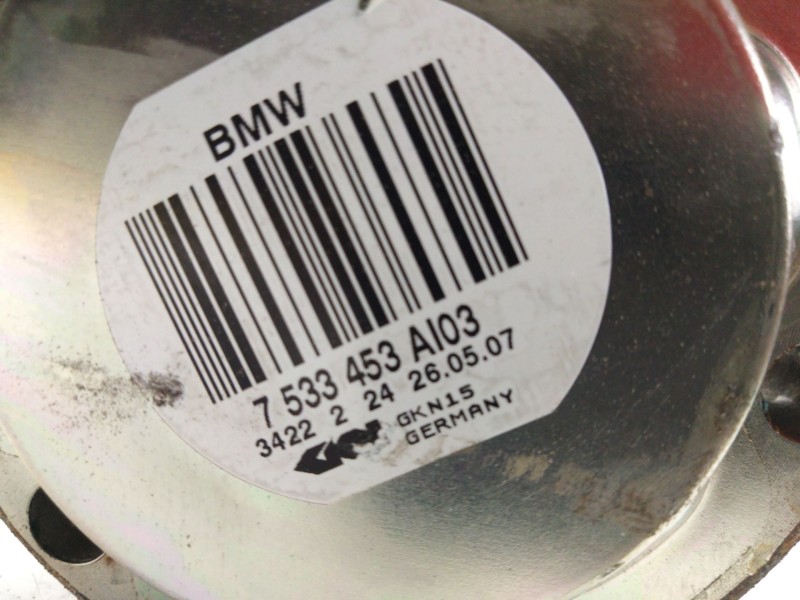 BMW
7 533 453 AI03
3422 2 24 26.05.07
GKN15
GERMANY